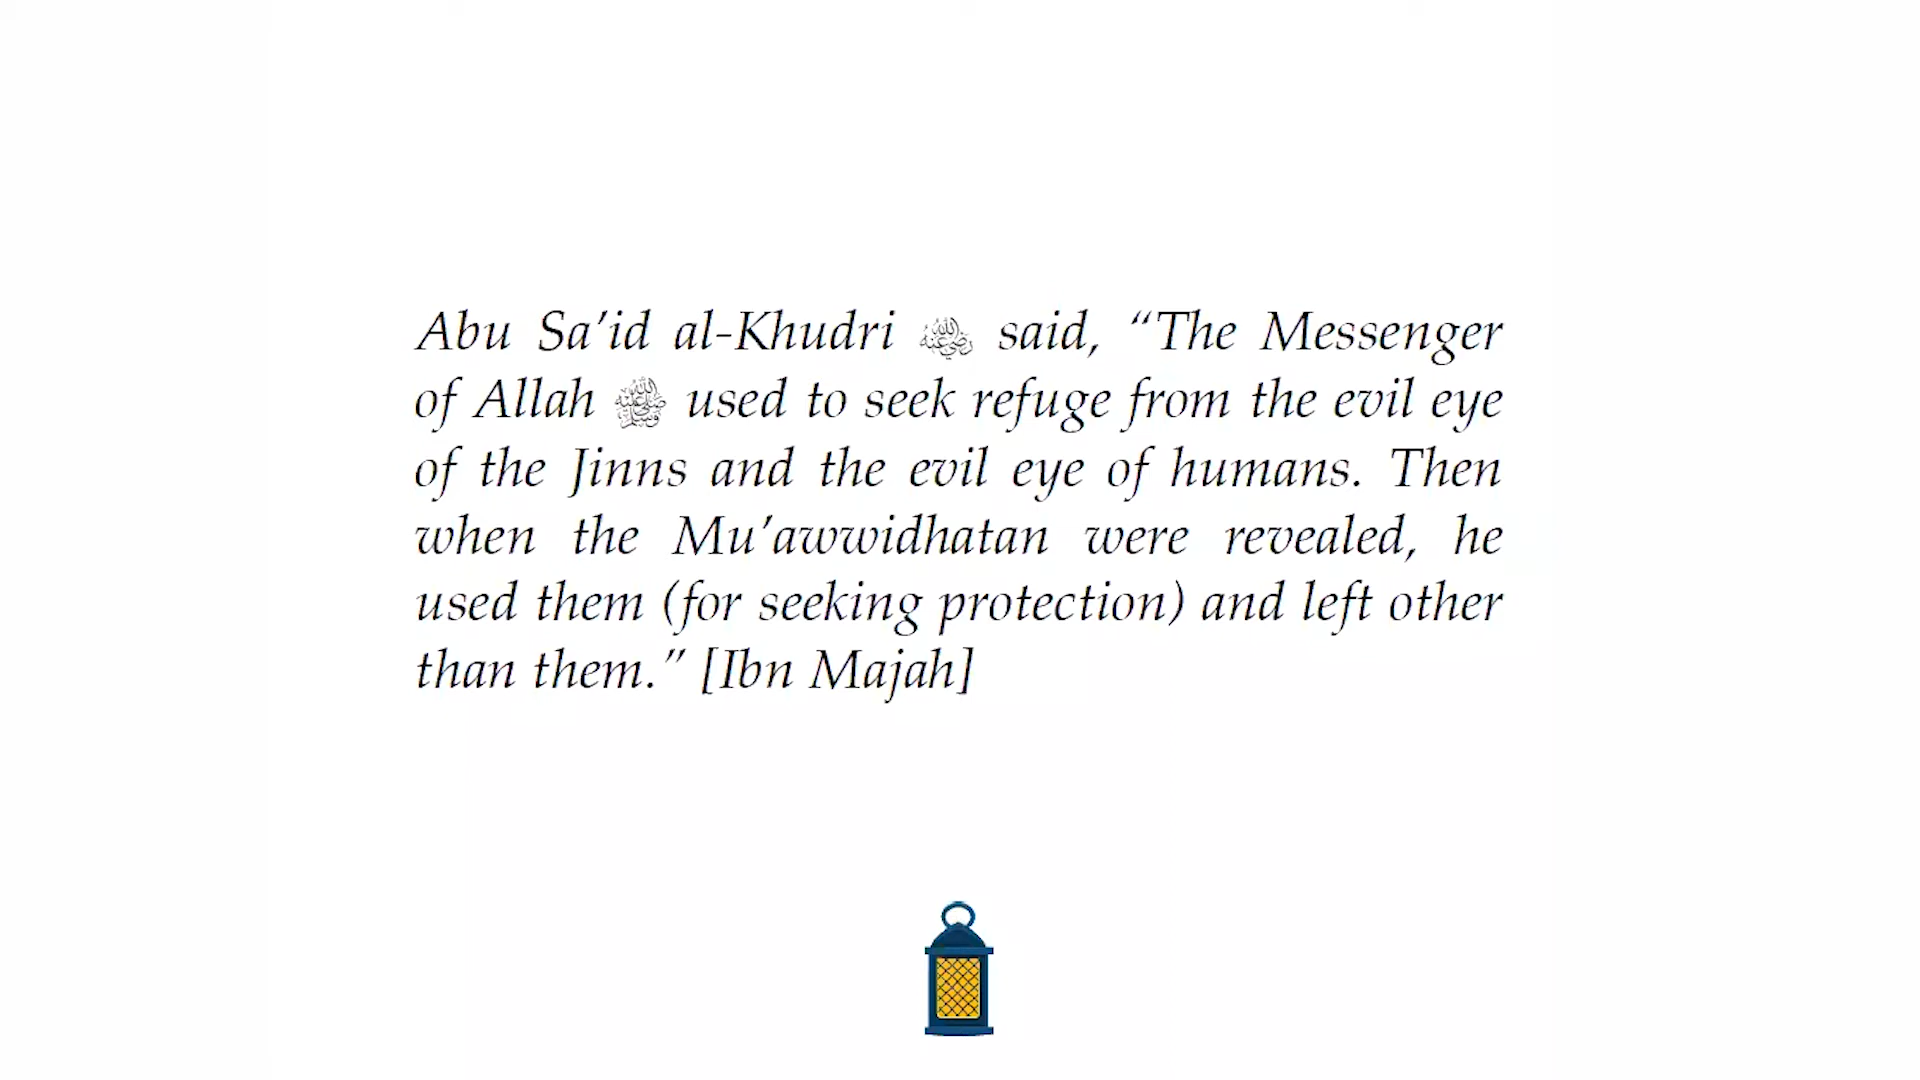 Abu Sa’id al-Khudri رضي الله عنه said, “The Messenger
of Allah ﷺ used to seek refuge from the evil eye
of the Jinns and the evil eye of humans. Then
when the Mu’awwidhatan were revealed, he
used them (for seeking protection) and left other
than them.” [Ibn Majah]